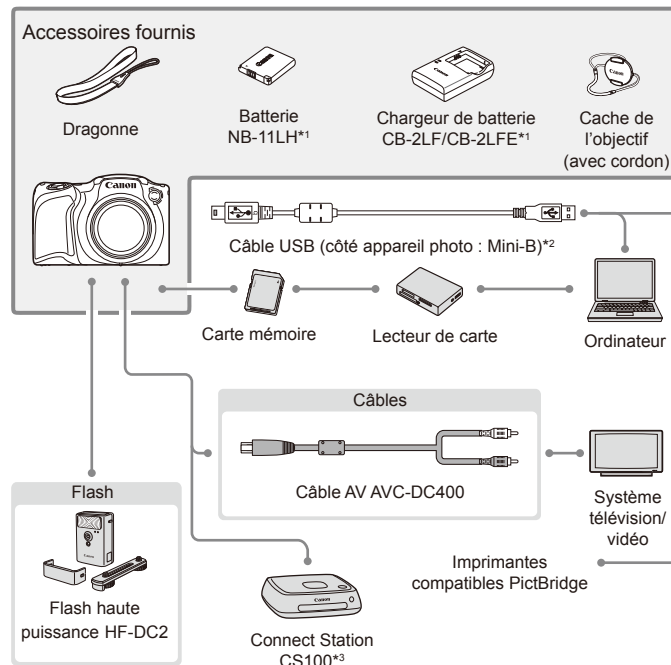 Accessoires fournis
Dragonne
Batterie
NB-11LH*1
Chargeur de batterie
CB-2LF/CB-2LFE*1
Cache de
l'objectif
(avec cordon)
Canon
Câble USB (côté appareil photo : Mini-B)*2
Carte mémoire
Lecteur de carte
Ordinateur
Câbles
Câble AV AVC-DC400
Système
télévision/
vidéo
Flash
Flash haute
puissance HF-DC2
Imprimantes
compatibles PictBridge
Canon
Connect Station
CS100*3